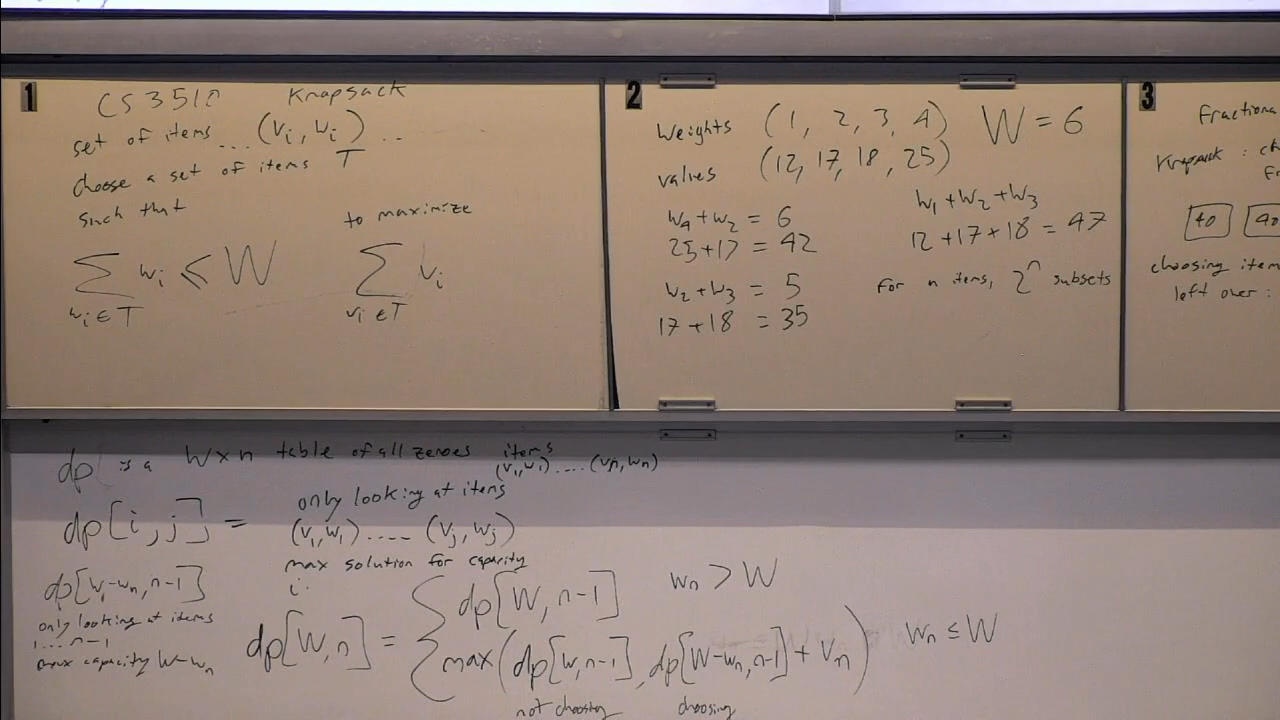 1
CS 3510 Knapsack
set of items ... (vᵢ, wᵢ) ..
choose a set of items T
such that to maximize
∑ wᵢ ≤ W ∑ vᵢ
wᵢ ∈ T vᵢ ∈ T
2
Weights (1, 2, 3, 4) W = 6
values (12, 17, 18, 25)
w₄ + w₂ = 6
25 + 17 = 42
w₂ + w₃ = 5
17 + 18 = 35
w₁ + w₂ + w₃
12 + 17 + 18 = 47
for n items, 2ⁿ subsets
3
Fractiona
Knapsack : ch
Fr
40 40
choosing item
left over :
dp is a W × n table of all zeroes items
(v₁, w₁) .... (vₙ, wₙ)
dp[i, j] = only looking at items
(v₁, w₁) .... (vⱼ, wⱼ)
max solution for capacity
i.
dp[W-wₙ, n-1]
only looking at items
1 ... n-1
max capacity W-wₙ
dp[W, n] = { dp[W, n-1] wₙ > W
max(dp[W, n-1], dp[W-wₙ, n-1] + vₙ) wₙ ≤ W
not choosing choosing